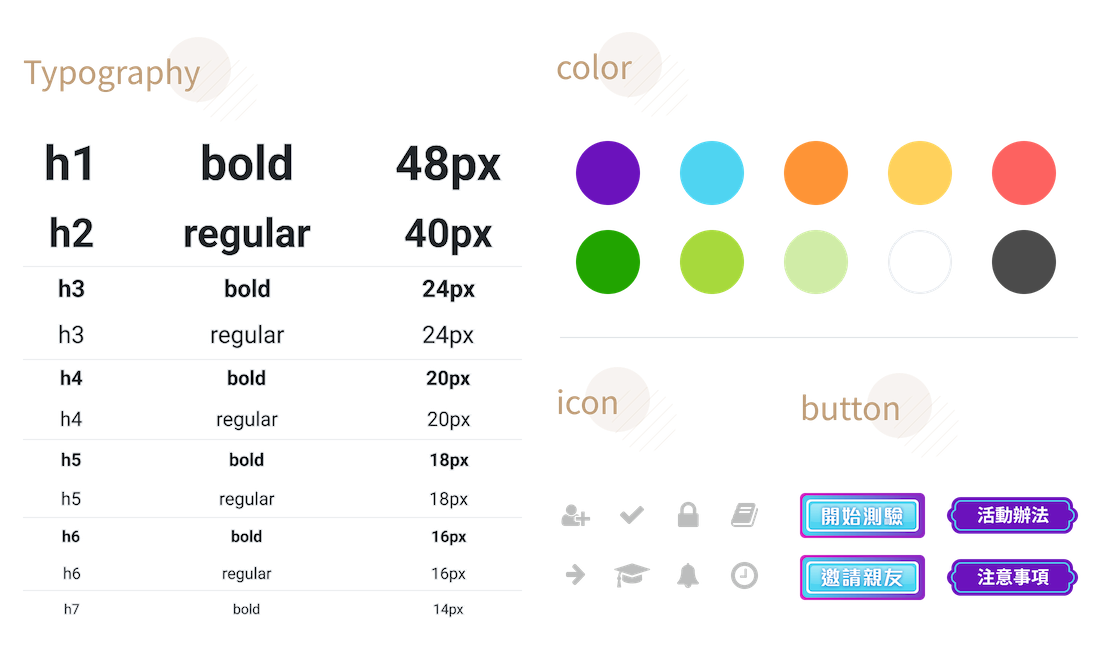 Typography
h1 bold 48px
h2 regular 40px
h3 bold 24px
h3 regular 24px
h4 bold 20px
h4 regular 20px
h5 bold 18px
h5 regular 18px
h6 bold 16px
h6 regular 16px
h7 bold 14px
color
icon
button
開始測驗 活動辦法
邀請親友 注意事項